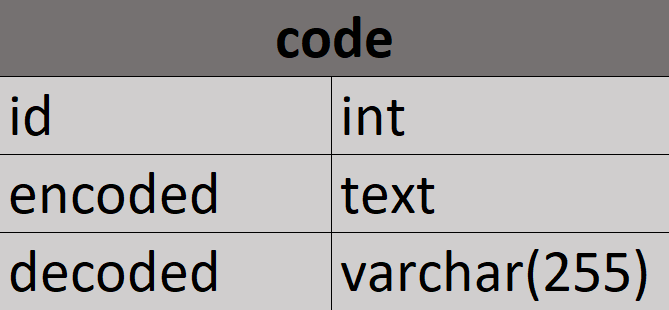 code
id int
encoded text
decoded varchar(255)